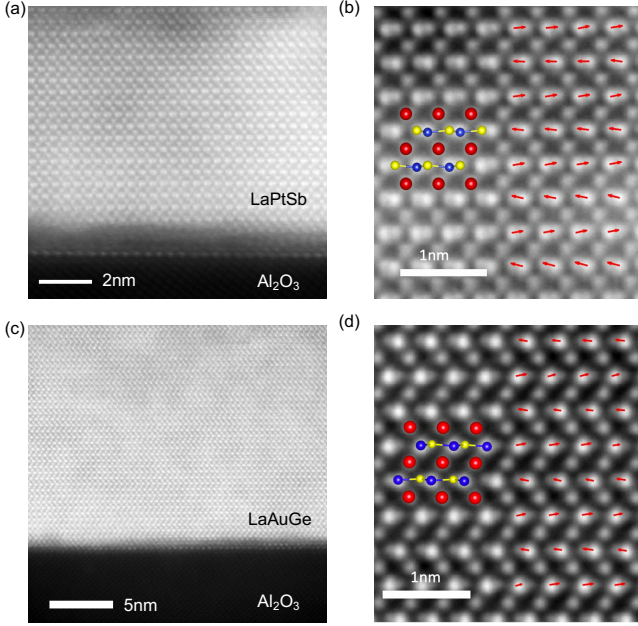 (a)
(b)
LaPtSb
2nm
Al₂O₃
1nm
(c)
(d)
LaAuGe
5nm
Al₂O₃
1nm